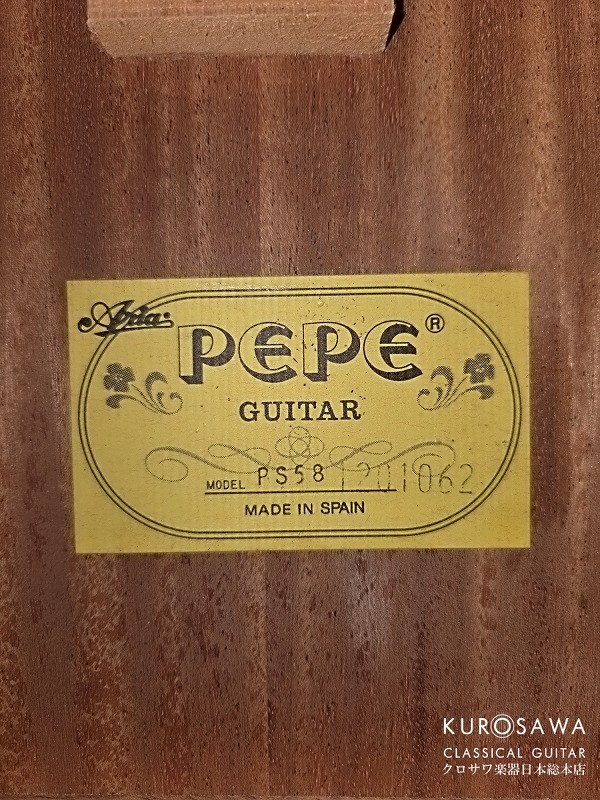 Aria
PEPE®
GUITAR
MODEL PS58 1201062
MADE IN SPAIN
KUROSAWA
CLASSICAL GUITAR
クロサワ楽器日本総本店